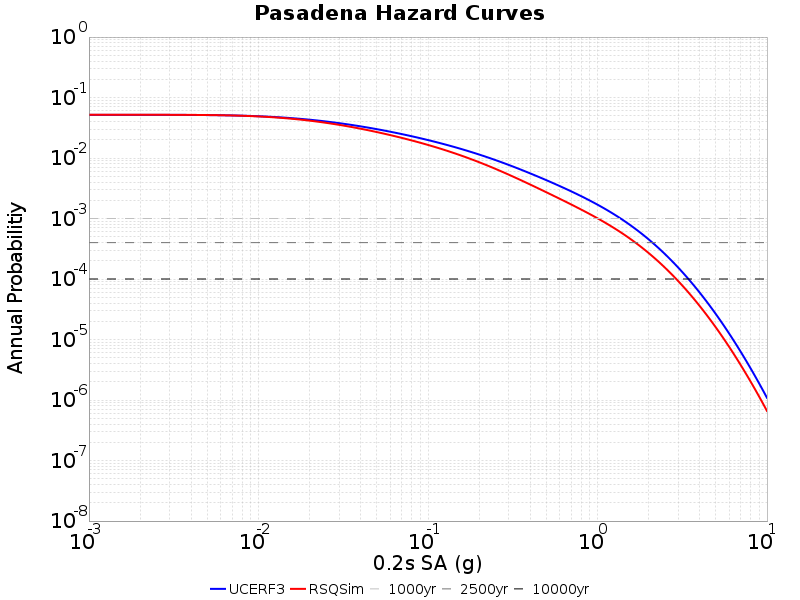 Pasadena Hazard Curves
10^0
10^-1
10^-2
10^-3
10^-4
10^-5
10^-6
10^-7
10^-8
Annual Probabilitiy
10^-3 10^-2 10^-1 10^0 10^1
0.2s SA (g)
UCERF3 RSQSim 1000yr 2500yr 10000yr